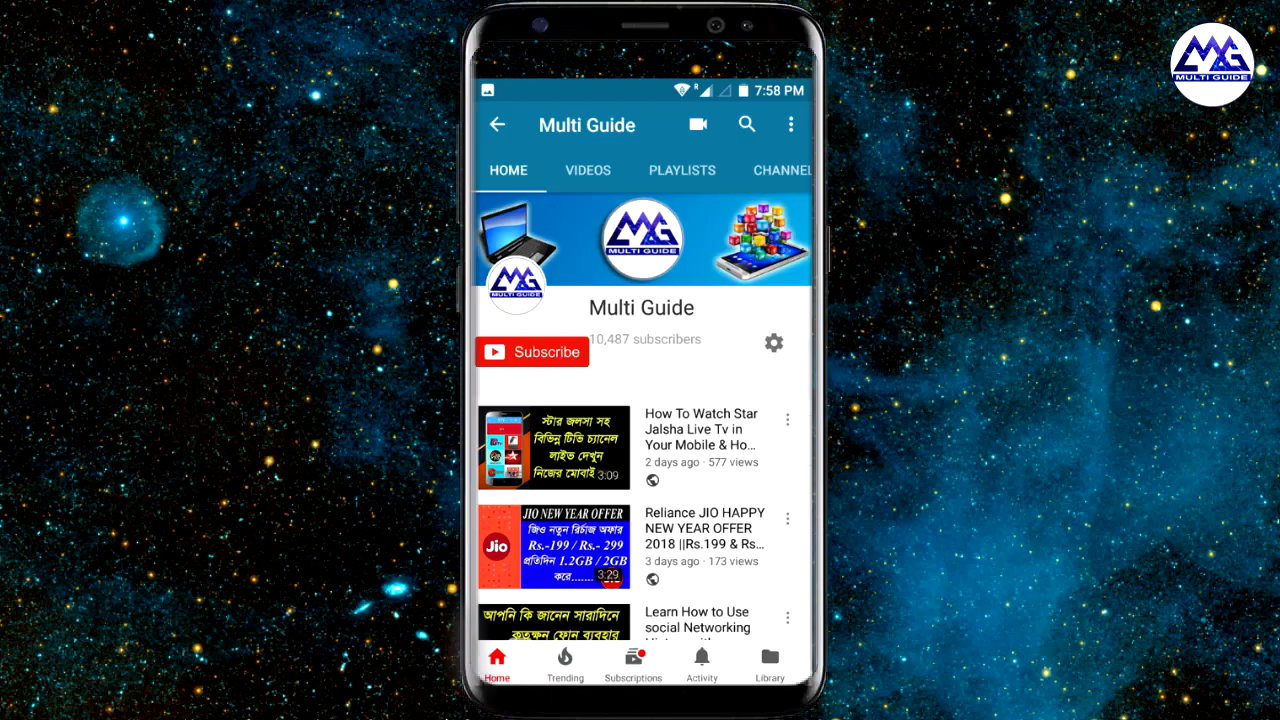 MULTI GUIDE
R 7:58 PM
Multi Guide
HOME VIDEOS PLAYLISTS CHANNEL
MULTI GUIDE
MULTI GUIDE
Multi Guide
10,487 subscribers
Subscribe
স্টার জলসা সহ
বিভিন্ন টিভি চ্যানেল
লাইভ দেখুন
নিজের মোবাই
3:09
How To Watch Star
Jalsha Live Tv in
Your Mobile & Ho...
2 days ago · 577 views
JIO NEW YEAR OFFER
Jio
জিও নতুন রির্চাজ অফার
Rs.-199 / Rs.- 299
প্রতিদিন 1.2GB / 2GB
করে.......
3:29
Reliance JIO HAPPY
NEW YEAR OFFER
2018 ||Rs.199 & Rs...
3 days ago · 173 views
আপনি কি জানেন সারাদিনে
কতক্ষন ফোন ব্যবহার
Learn How to Use
social Networking
Home Trending Subscriptions Activity Library